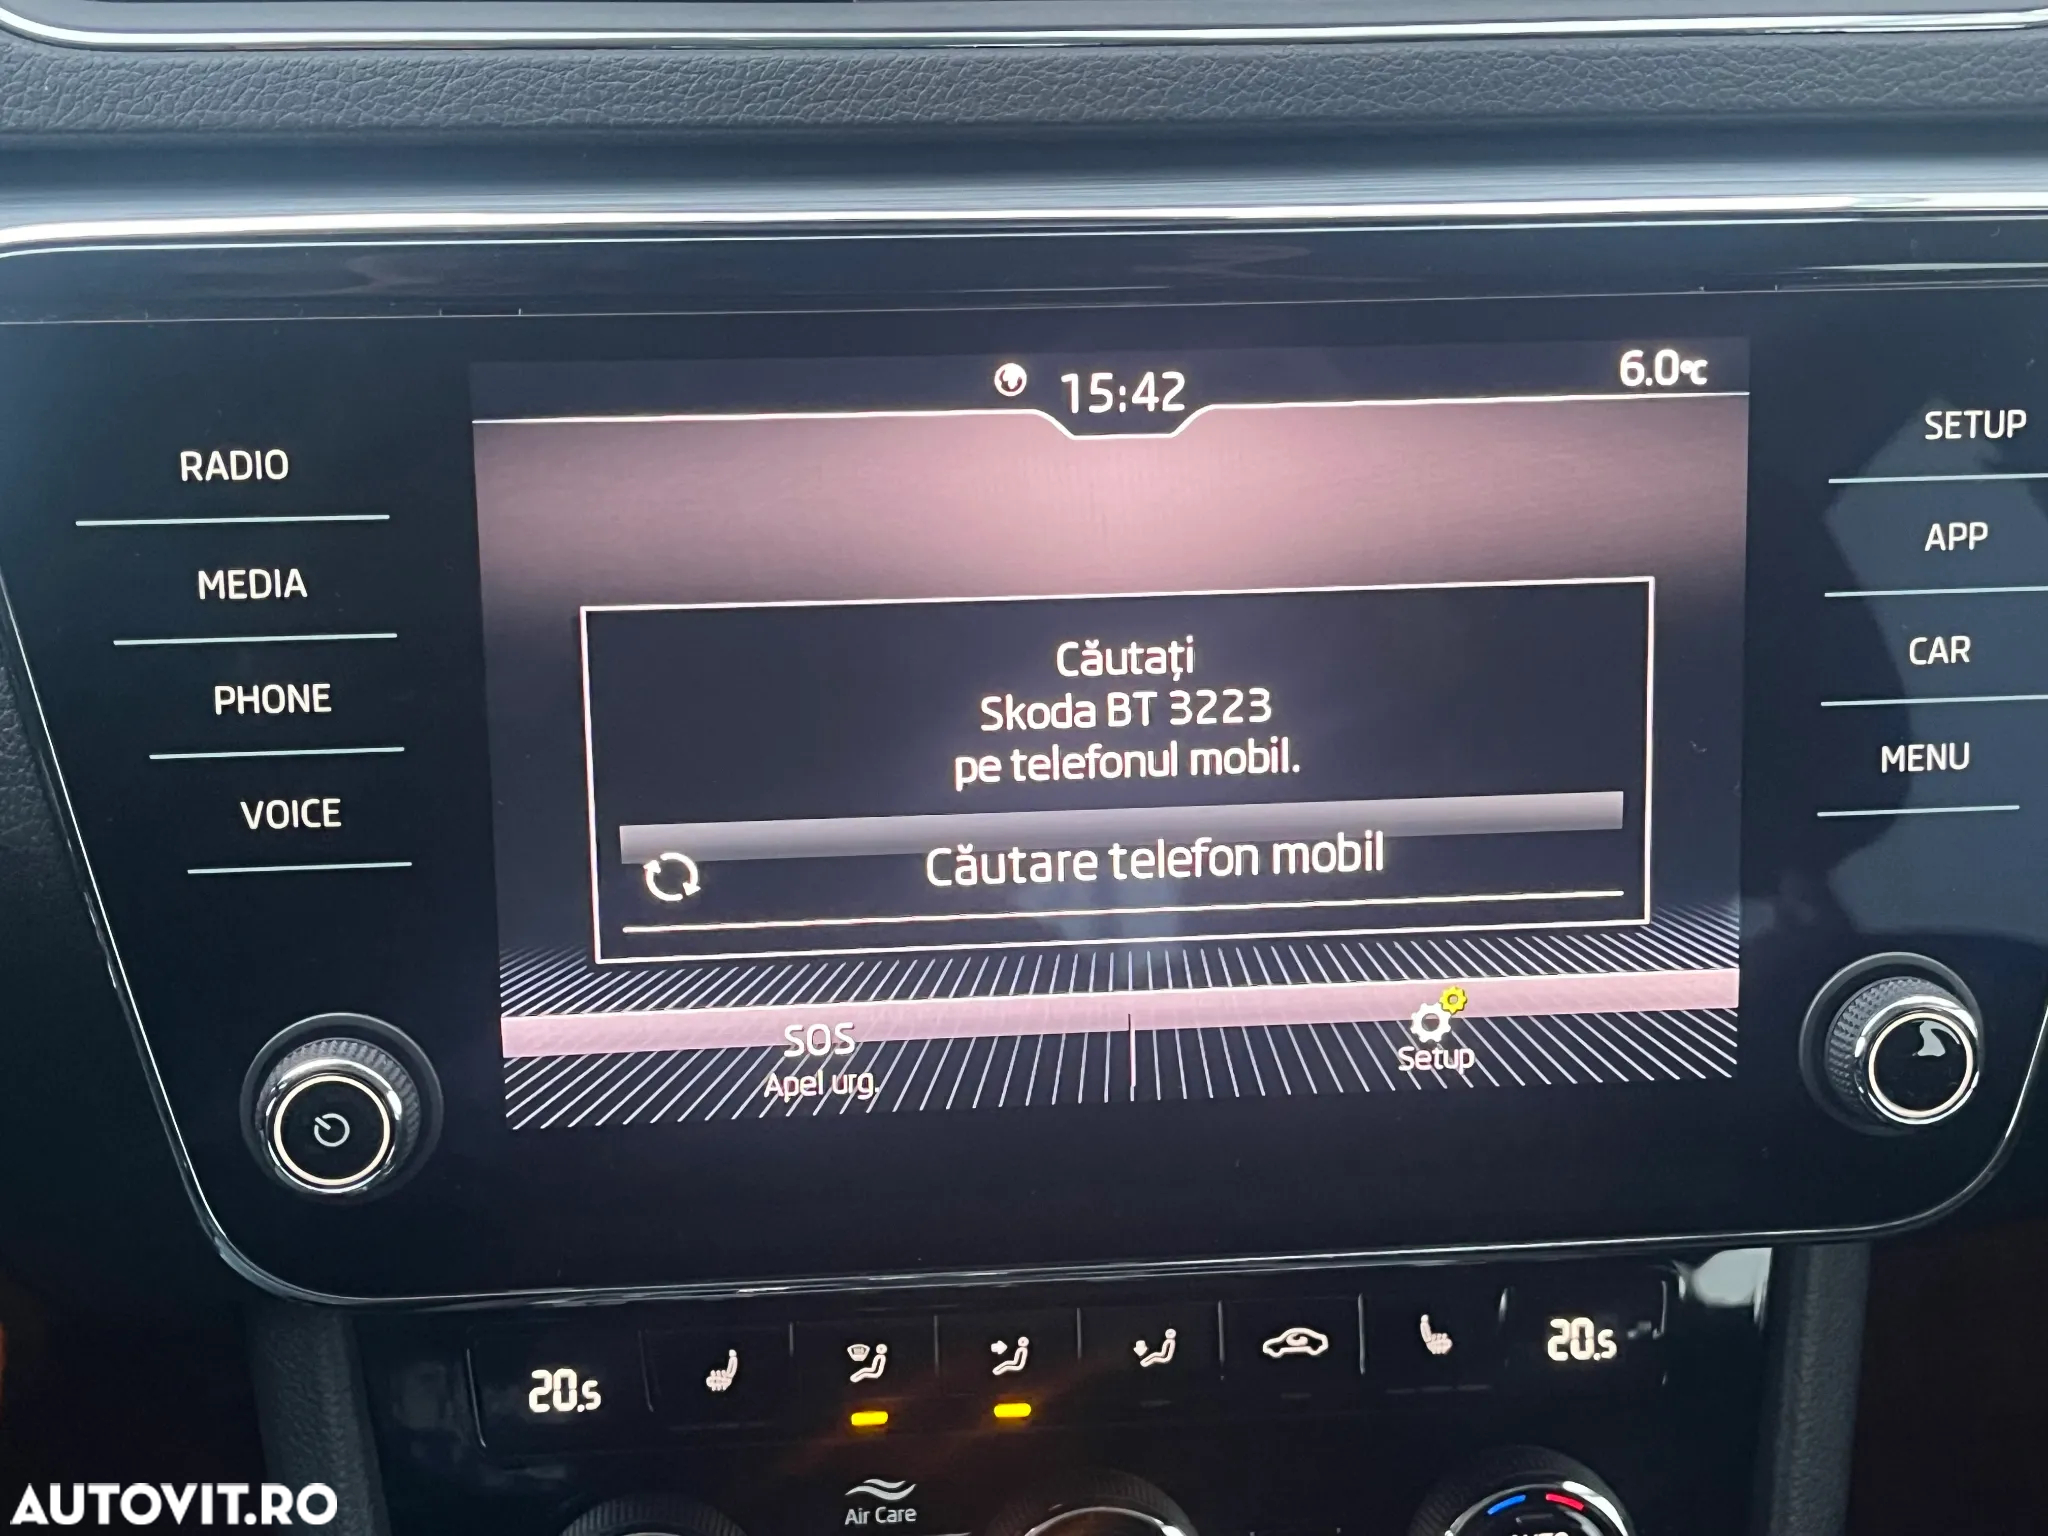 15:42
6.0°C
RADIO
MEDIA
PHONE
VOICE
SETUP
APP
CAR
MENU
Căutați
Skoda BT 3223
pe telefonul mobil.
Căutare telefon mobil
SOS
Apel urg.
Setup
20.5
20.5
Air Care
AUTO
AUTOVIT.RO